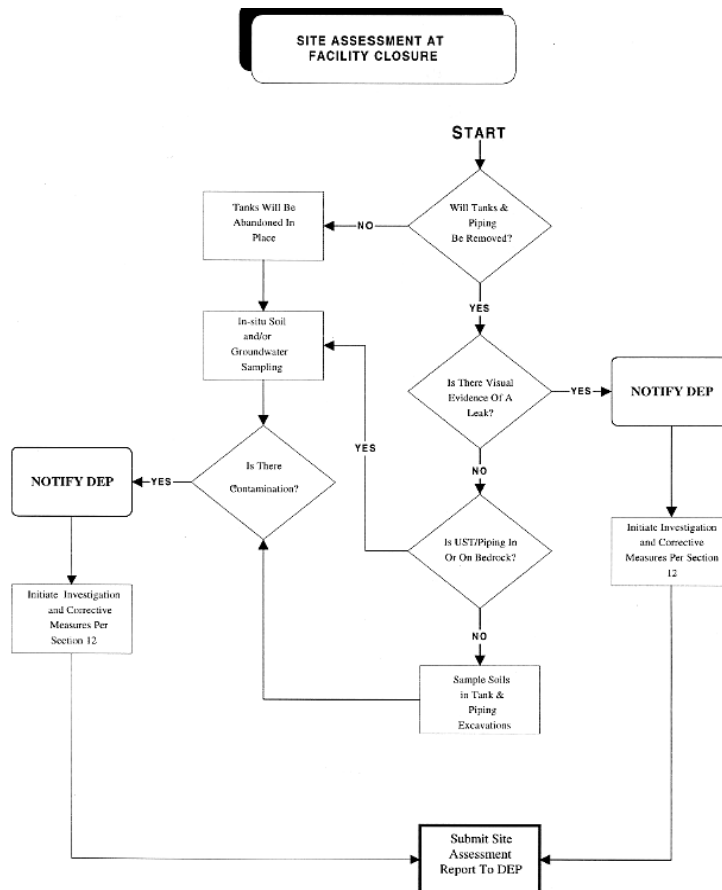 SITE ASSESSMENT AT
FACILITY CLOSURE
START
Will Tanks &
Piping
Be Removed?
NO
Tanks Will Be
Abandoned In
Place
YES
In-situ Soil
and/or
Groundwater
Sampling
Is There Visual
Evidence Of A
Leak?
YES
NOTIFY DEP
YES
NO
Is There
Contamination?
YES
NOTIFY DEP
Is UST/Piping In
Or On Bedrock?
Initiate Investigation
and Corrective
Measures Per Section
12
Initiate Investigation
and Corrective
Measures Per
Section 12
NO
Sample Soils
in Tank &
Piping
Excavations
Submit Site
Assessment
Report To DEP